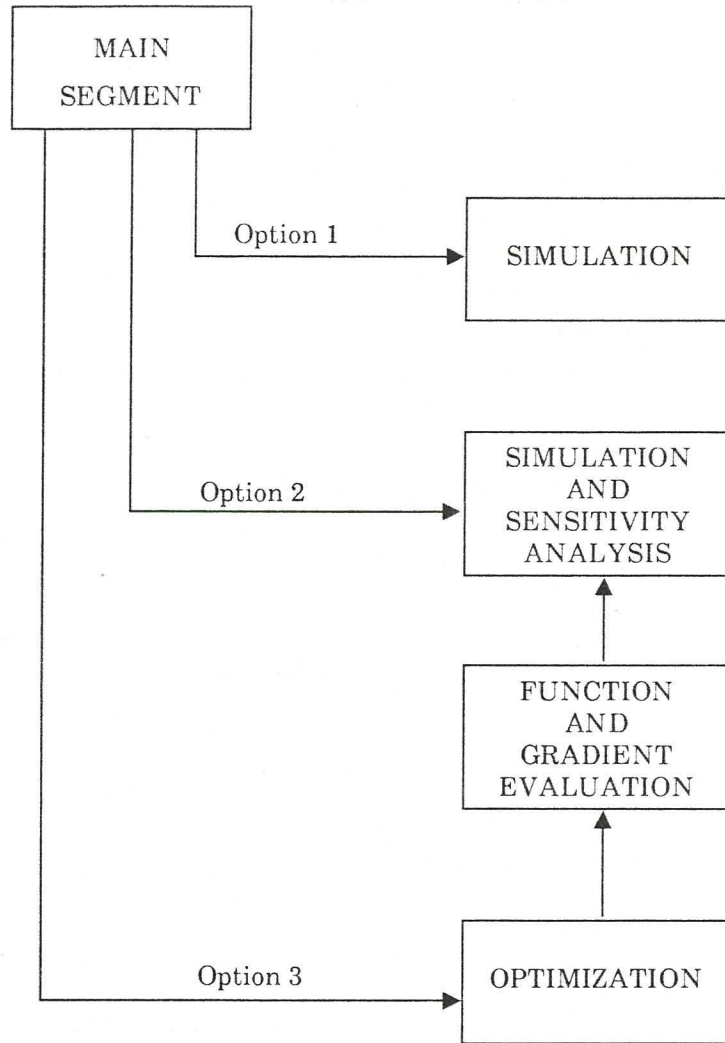 MAIN
SEGMENT
Option 1
SIMULATION
Option 2
SIMULATION
AND
SENSITIVITY
ANALYSIS
FUNCTION
AND
GRADIENT
EVALUATION
Option 3
OPTIMIZATION